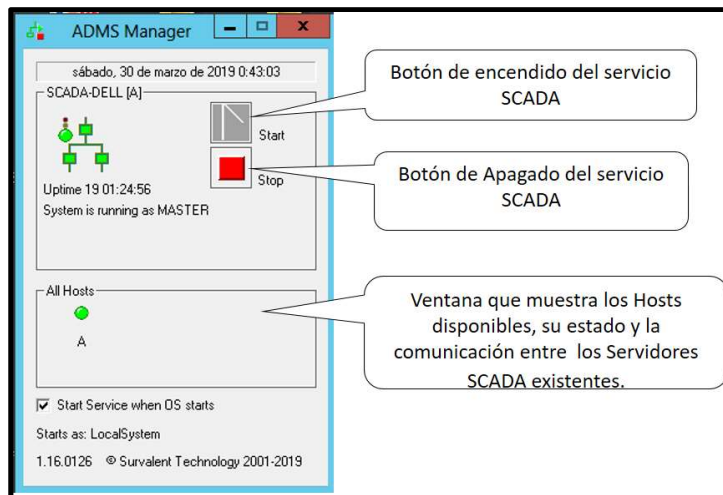 ADMS Manager
sábado, 30 de marzo de 2019 0:43:03
SCADA-DELL [A]
Start
Stop
Uptime 19 01:24:56
System is running as MASTER
All Hosts
A
Start Service when OS starts
Starts as: LocalSystem
1.16.0126 © Survalent Technology 2001-2019
Botón de encendido del servicio
SCADA
Botón de Apagado del servicio
SCADA
Ventana que muestra los Hosts
disponibles, su estado y la
comunicación entre los Servidores
SCADA existentes.